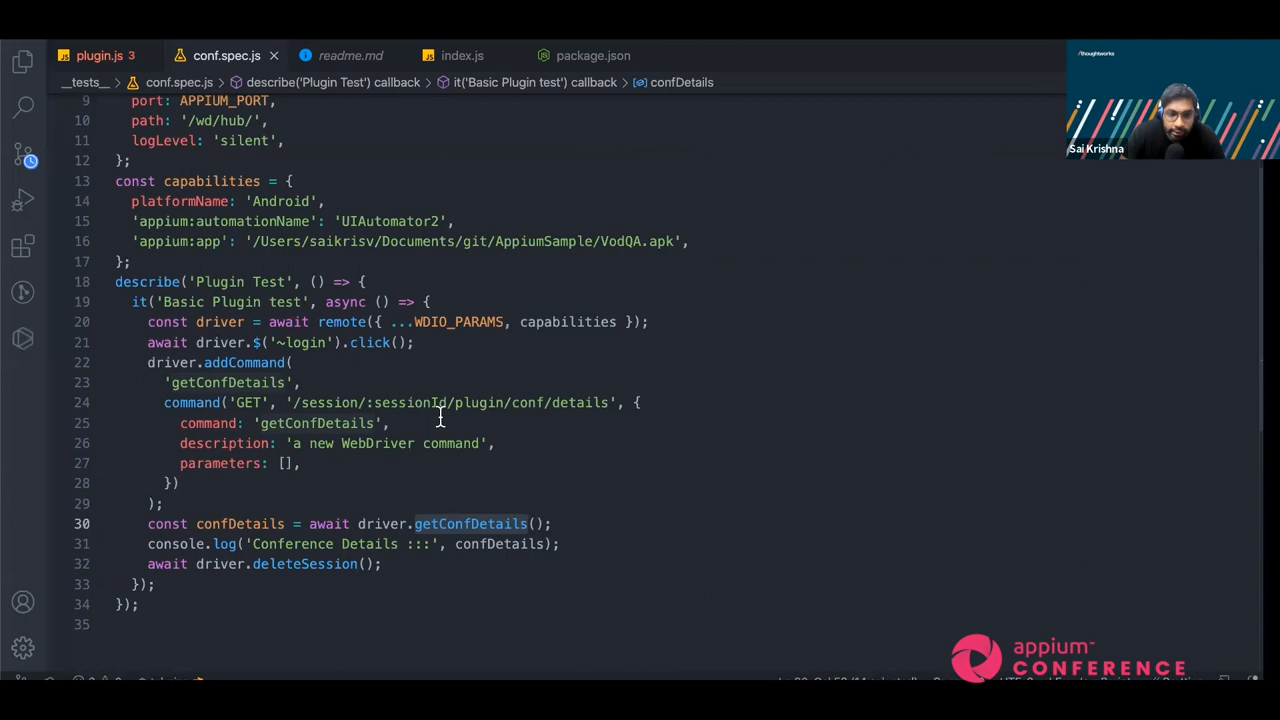 /thoughtworks
Sai Krishna
plugin.js 3
conf.spec.js
readme.md
index.js
package.json
__tests__ > conf.spec.js > describe('Plugin Test') callback > it('Basic Plugin test') callback > confDetails
9 port: APPIUM_PORT,
10 path: '/wd/hub/',
11 logLevel: 'silent',
12 };
13 const capabilities = {
14 platformName: 'Android',
15 'appium:automationName': 'UIAutomator2',
16 'appium:app': '/Users/saikrisv/Documents/git/AppiumSample/VodQA.apk',
17 };
18 describe('Plugin Test', () => {
19 it('Basic Plugin test', async () => {
20 const driver = await remote({ ...WDIO_PARAMS, capabilities });
21 await driver.$('~login').click();
22 driver.addCommand(
23 'getConfDetails',
24 command('GET', '/session/:sessionId/plugin/conf/details', {
25 command: 'getConfDetails',
26 description: 'a new WebDriver command',
27 parameters: [],
28 })
29 );
30 const confDetails = await driver.getConfDetails();
31 console.log('Conference Details :::', confDetails);
32 await driver.deleteSession();
33 });
34 });
35
appium™
CONFERENCE